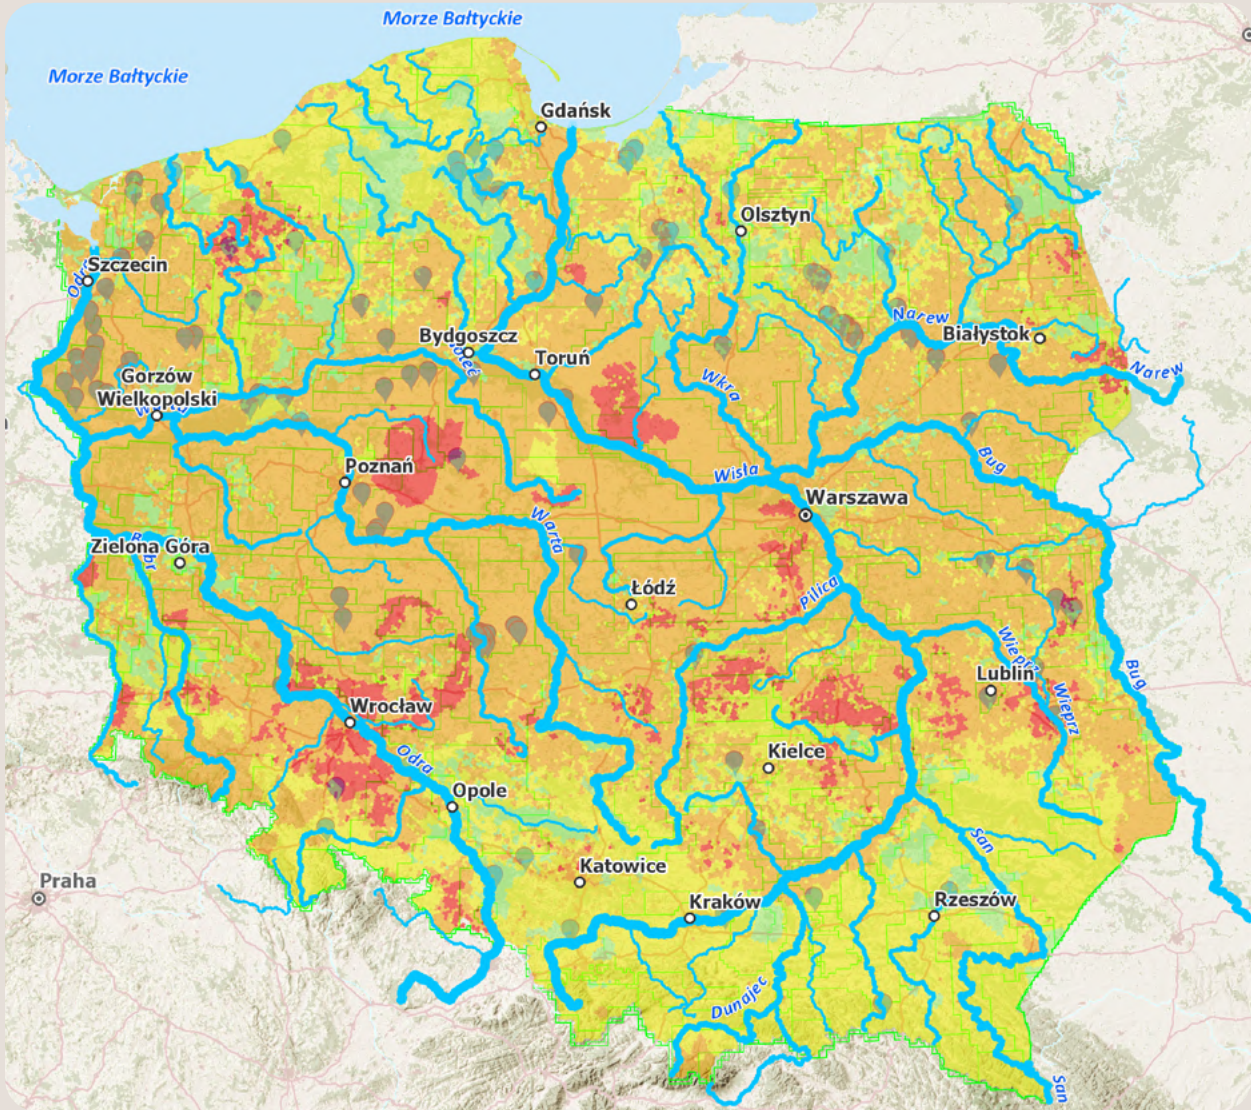 Morze Bałtyckie
Morze Bałtyckie
Gdańsk
Olsztyn
Szczecin
Narew
Białystok
Bydgoszcz
Toruń
Narew
Gorzów
Wielkopolski
Wkra
Poznań
Wisła
Bug
Warszawa
Warta
Zielona Góra
Łódź
Pilica
Wieprz
Lublin
Bug
Wieprz
Wrocław
Odra
Kielce
Opole
San
Katowice
Praha
Kraków
Rzeszów
Dunajec
San